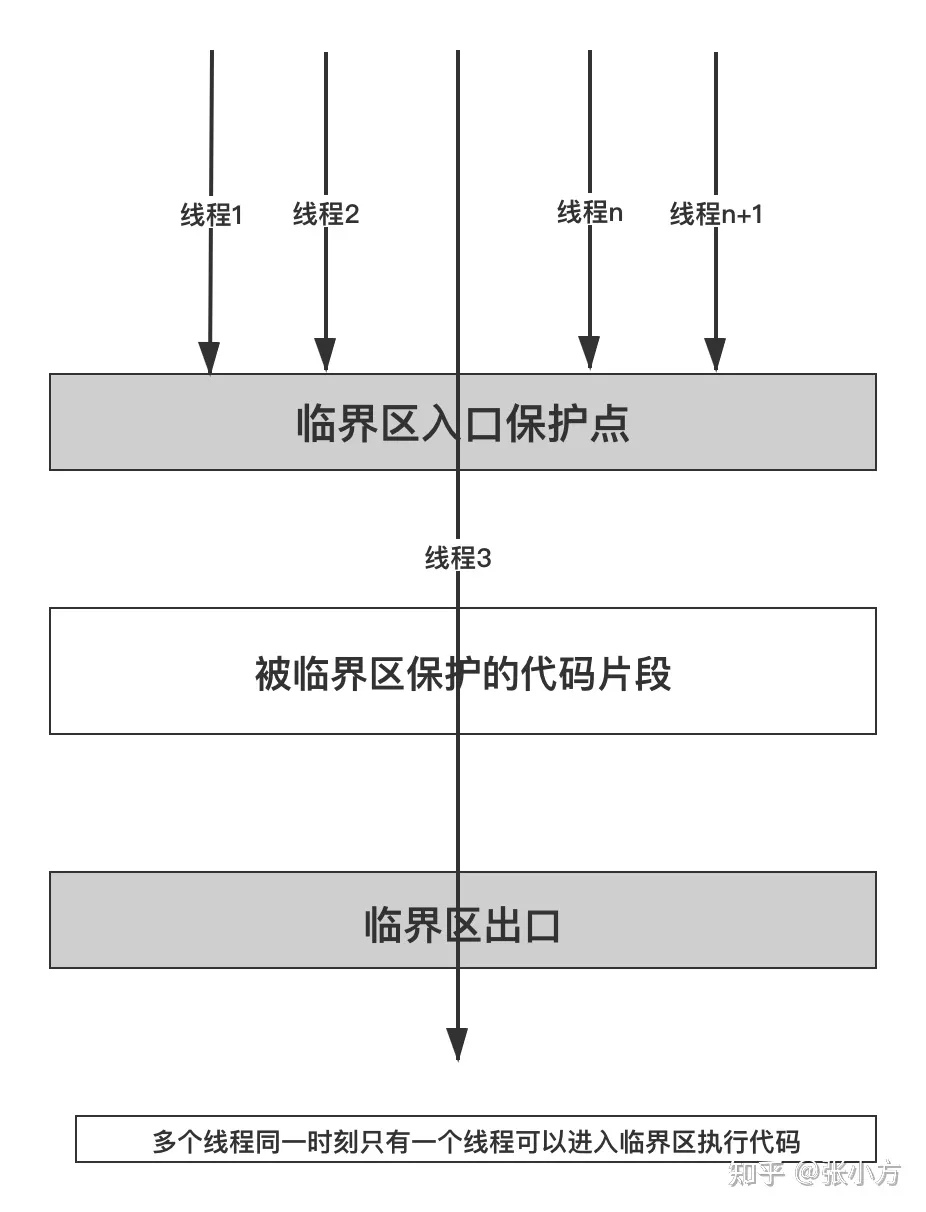 线程1
线程2
线程n
线程n+1
临界区入口保护点
线程3
被临界区保护的代码片段
临界区出口
多个线程同一时刻只有一个线程可以进入临界区执行代码
知乎 @张小方